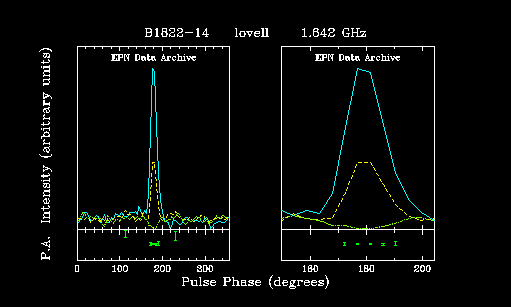 B1822-14 lovell 1.642 GHz
EPN Data Archive EPN Data Archive
P.A. Intensity (arbitrary units)
0 100 200 300 160 180 200
Pulse Phase (degrees)